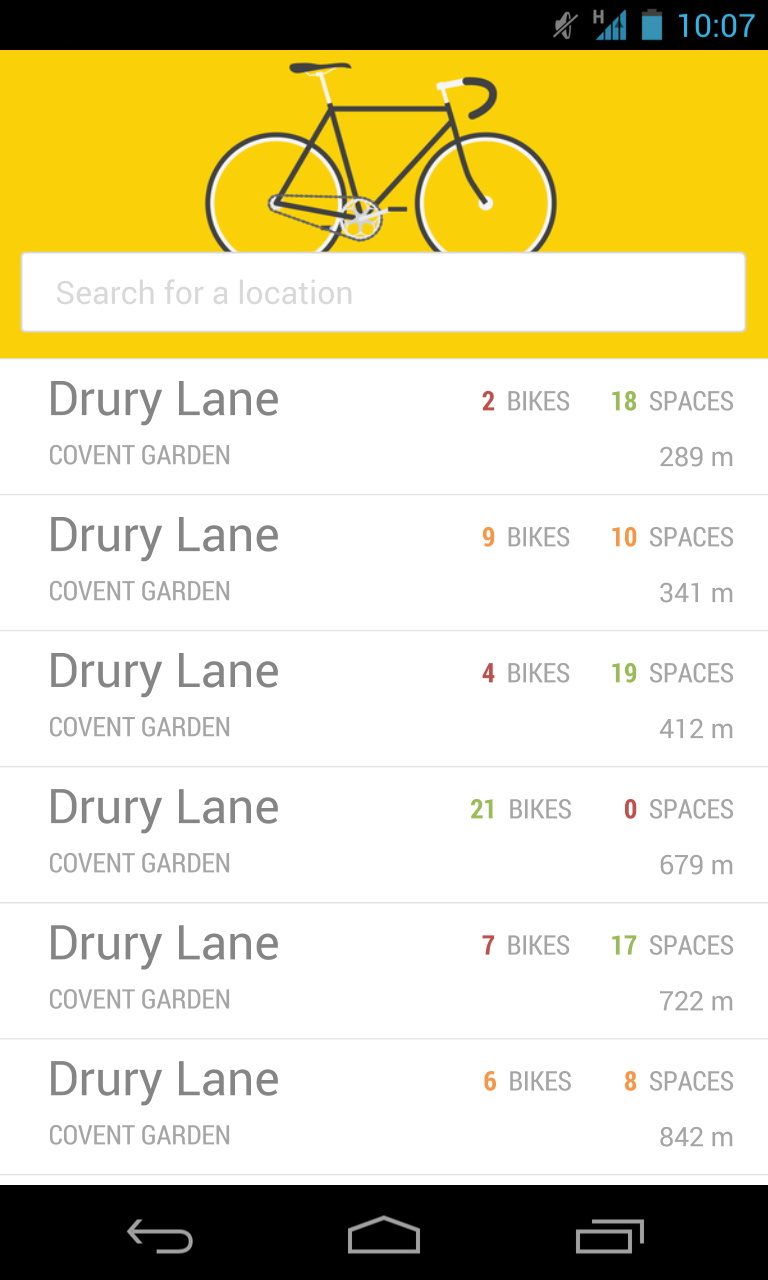 H 10:07
Search for a location
Drury Lane 2 BIKES 18 SPACES
COVENT GARDEN 289 m
Drury Lane 9 BIKES 10 SPACES
COVENT GARDEN 341 m
Drury Lane 4 BIKES 19 SPACES
COVENT GARDEN 412 m
Drury Lane 21 BIKES 0 SPACES
COVENT GARDEN 679 m
Drury Lane 7 BIKES 17 SPACES
COVENT GARDEN 722 m
Drury Lane 6 BIKES 8 SPACES
COVENT GARDEN 842 m